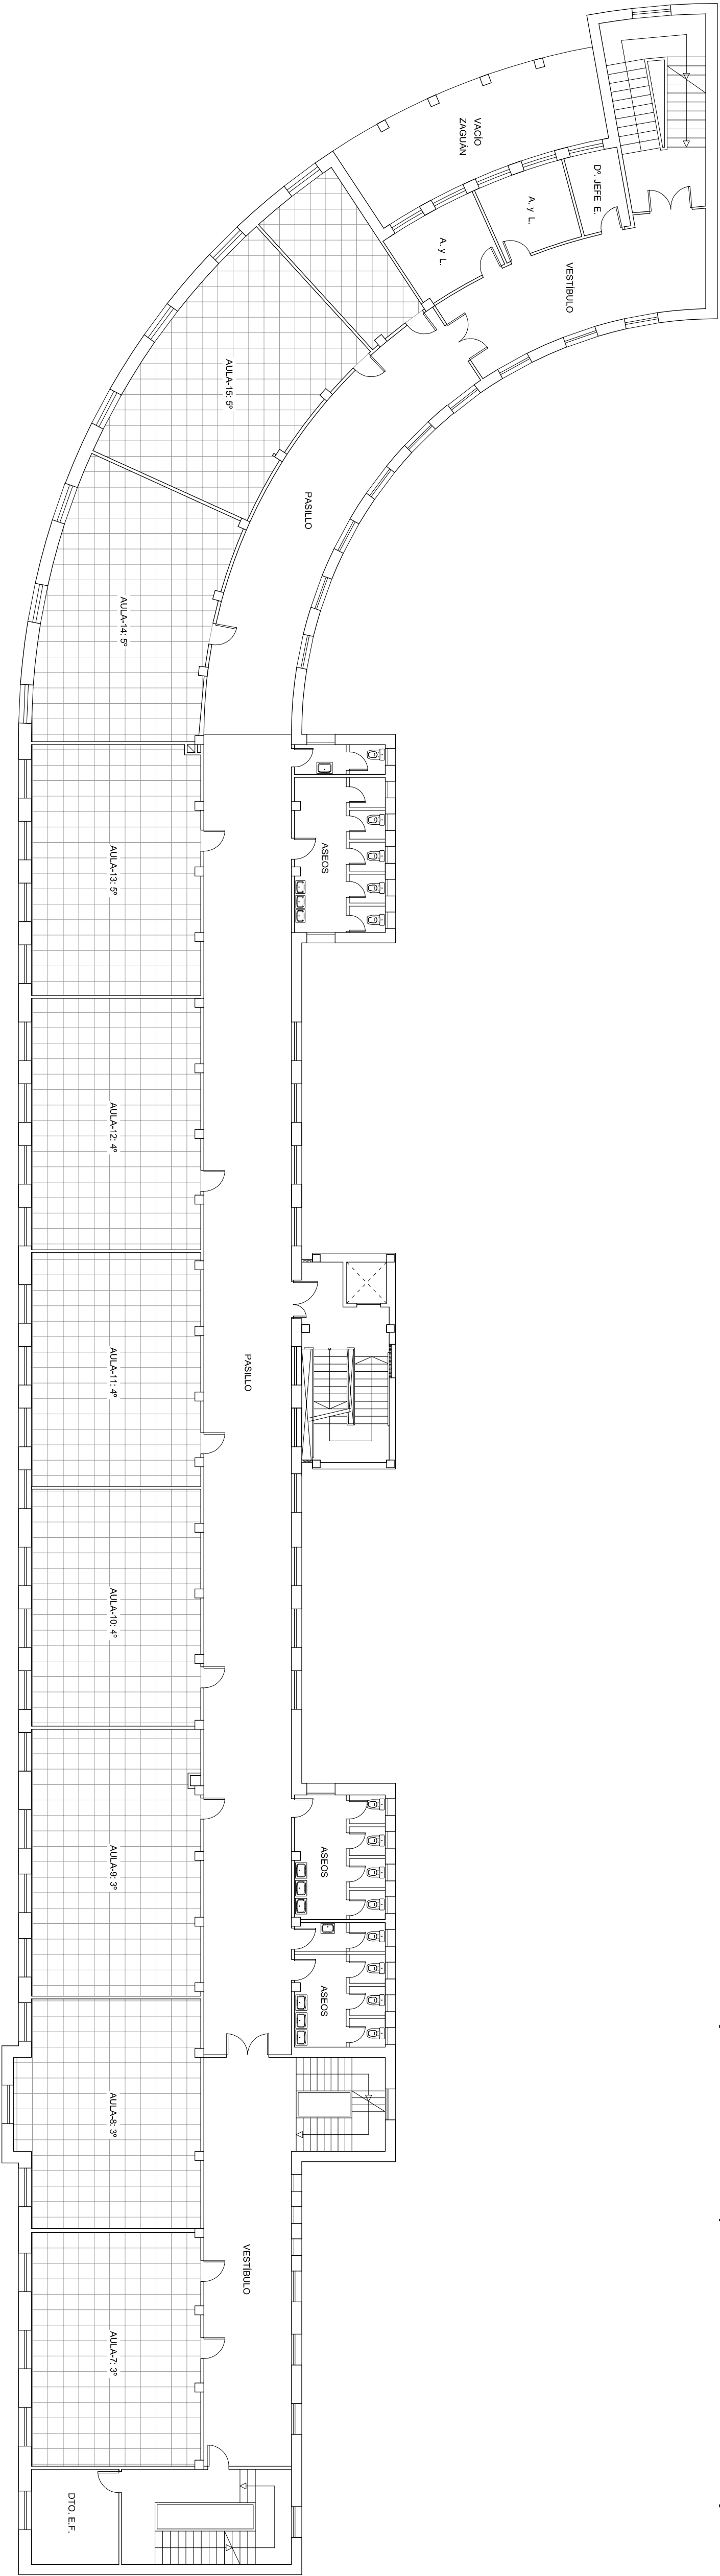 VACÍO
ZAGUÁN
Dº. JEFE E.
A. y L.
A. y L.
VESTÍBULO
AULA-15: 5º
PASILLO
AULA-14: 5º
AULA-13: 5º
ASEOS
AULA-12: 4º
AULA-11: 4º
PASILLO
AULA-10: 4º
AULA-9: 3º
ASEOS
ASEOS
AULA-8: 3º
VESTÍBULO
AULA-7: 3º
DTO. E.F.